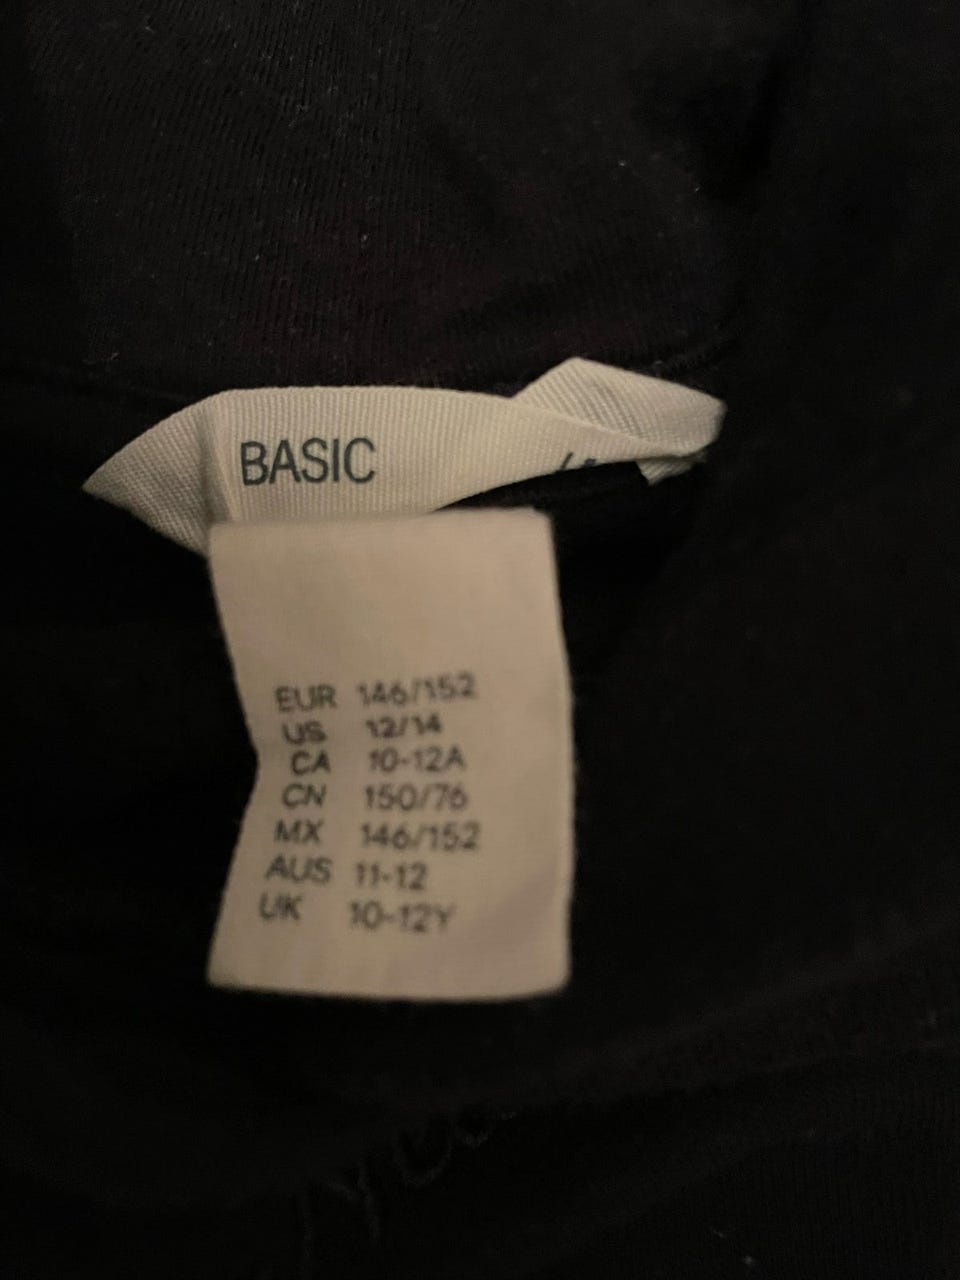 BASIC
EUR 146/152
US 12/14
CA 10-12A
CN 150/76
MX 146/152
AUS 11-12
UK 10-12Y